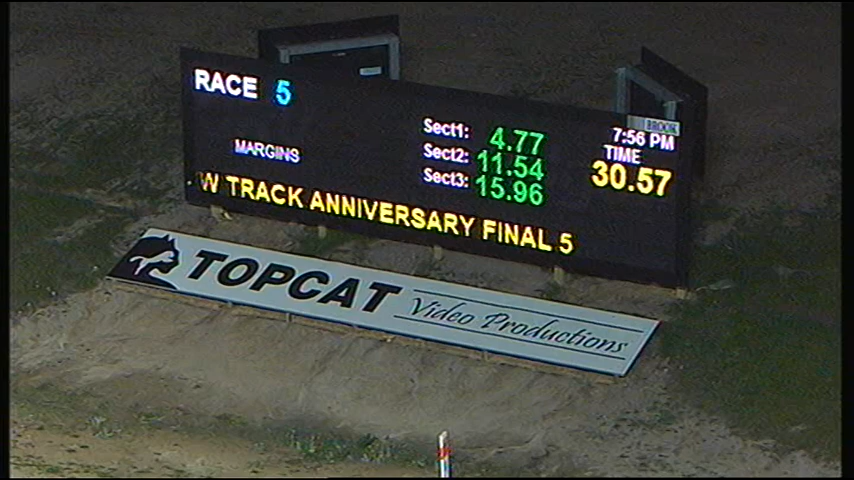 RACE 5
Sect1: 4.77
7:56 PM
MARGINS
Sect2: 11.54
TIME
Sect3: 15.96
30.57
W TRACK ANNIVERSARY FINAL 5
TOPCAT Video Productions